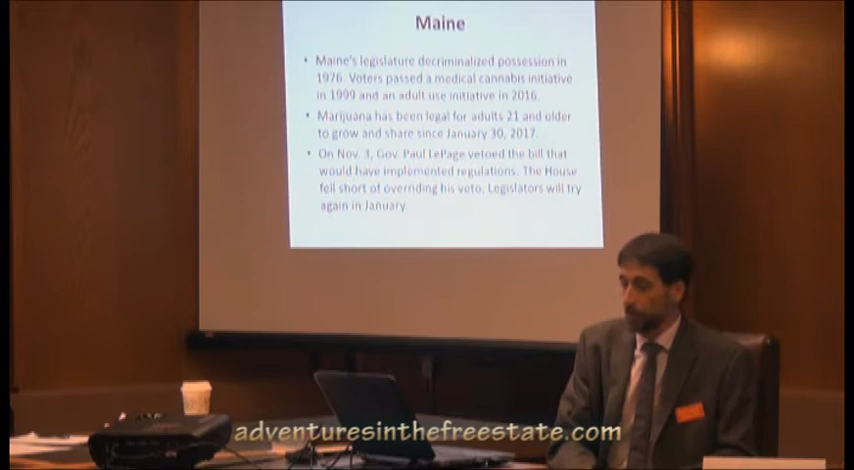 Maine
• Maine's legislature decriminalized possession in
1976. Voters passed a medical cannabis initiative
in 1999 and an adult use initiative in 2016.
• Marijuana has been legal for adults 21 and older
to grow and share since January 30, 2017.
• On Nov. 3, Gov. Paul LePage vetoed the bill that
would have implemented regulations. The House
fell short of overriding his veto. Legislators will try
again in January.
adventuresinthefreestate.com